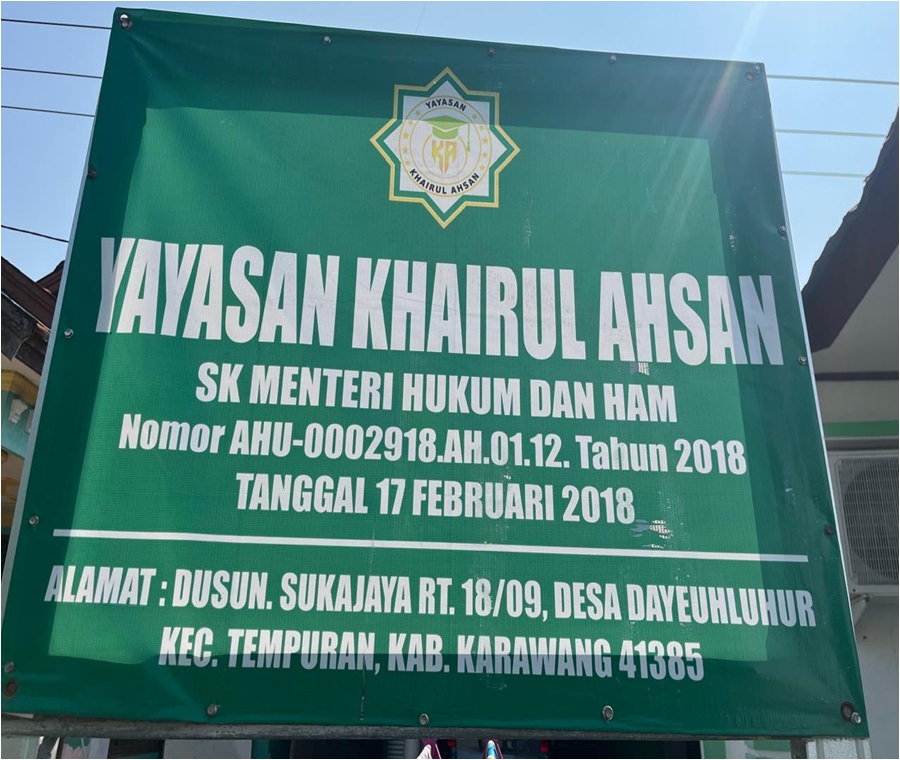 YAYASAN
KA
KHAIRUL AHSAN
YAYASAN KHAIRUL AHSAN
SK MENTERI HUKUM DAN HAM
Nomor AHU-0002918.AH.01.12. Tahun 2018
TANGGAL 17 FEBRUARI 2018
ALAMAT : DUSUN. SUKAJAYA RT. 18/09, DESA DAYEUHLUHUR
KEC. TEMPURAN, KAB. KARAWANG 41385